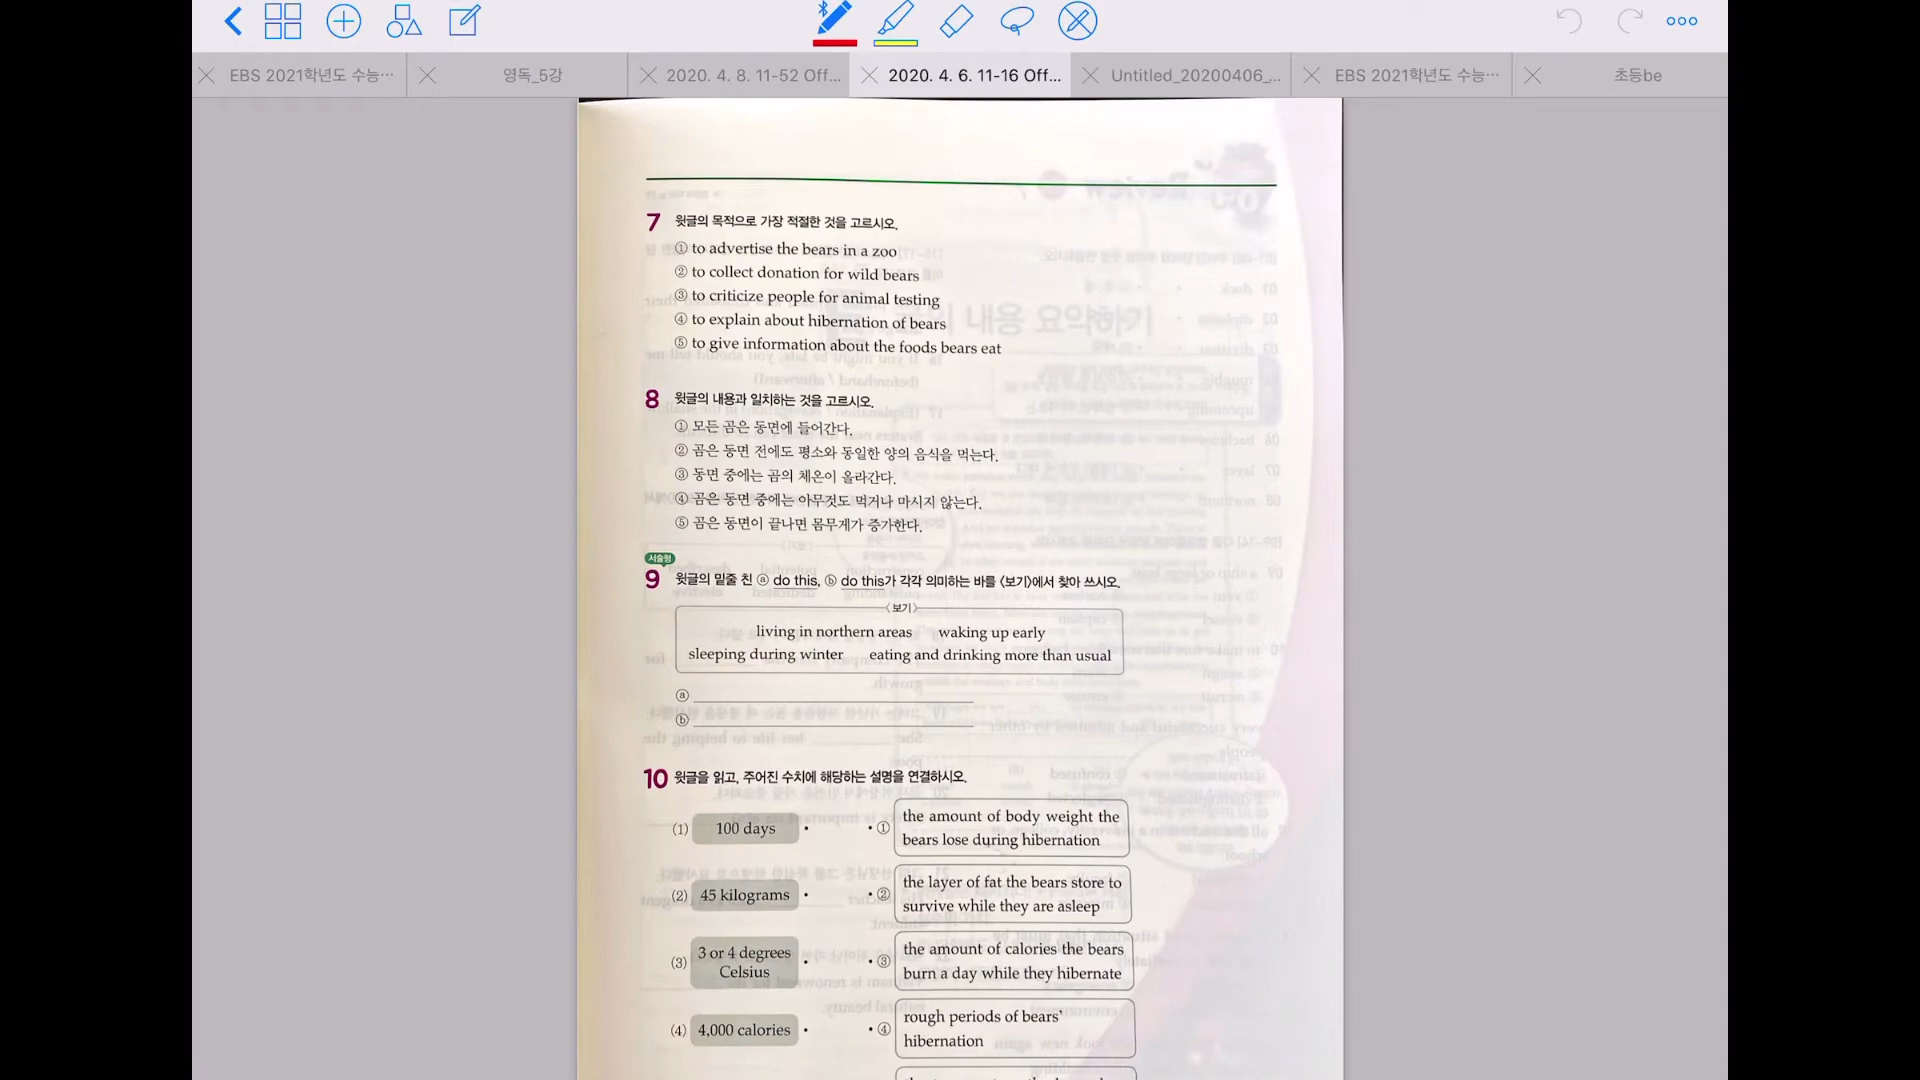 EBS 2021학년도 수능…
영독_5강
2020. 4. 8. 11-52 Off...
2020. 4. 6. 11-16 Off...
Untitled_20200406_...
EBS 2021학년도 수능…
초등be
7 윗글의 목적으로 가장 적절한 것을 고르시오.
① to advertise the bears in a zoo
② to collect donation for wild bears
③ to criticize people for animal testing
④ to explain about hibernation of bears
⑤ to give information about the foods bears eat
8 윗글의 내용과 일치하는 것을 고르시오.
① 모든 곰은 동면에 들어간다.
② 곰은 동면 전에도 평소와 동일한 양의 음식을 먹는다.
③ 동면 중에는 곰의 체온이 올라간다.
④ 곰은 동면 중에는 아무것도 먹거나 마시지 않는다.
⑤ 곰은 동면이 끝나면 몸무게가 증가한다.
서술형
9 윗글의 밑줄 친 ⓐ do this, ⓑ do this가 각각 의미하는 바를 〈보기〉에서 찾아 쓰시오.
〈보기〉
living in northern areas waking up early
sleeping during winter eating and drinking more than usual
ⓐ
ⓑ
10 윗글을 읽고, 주어진 수치에 해당하는 설명을 연결하시오.
(1) 100 days • • ① the amount of body weight the
bears lose during hibernation
(2) 45 kilograms • • ② the layer of fat the bears store to
survive while they are asleep
(3) 3 or 4 degrees
Celsius • • ③ the amount of calories the bears
burn a day while they hibernate
(4) 4,000 calories • • ④ rough periods of bears'
hibernation